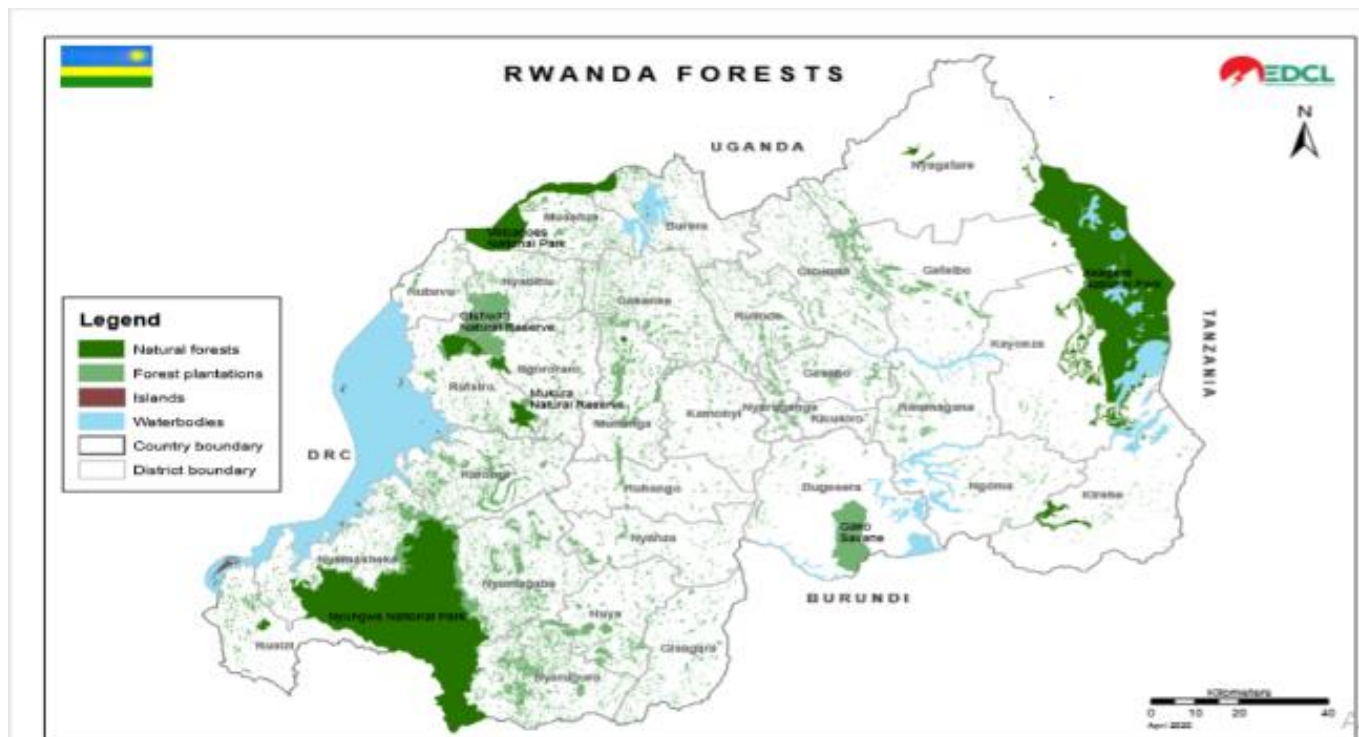 RWANDA FORESTS
EDCL
N
UGANDA
Nyagatare
Musanze
Burera
Volcanoes
National Park
Gatsibo
Akagera
National Park
Nyabihu
Rubavu
Gicumbi
Gakenke
Rulindo
Gishwati
Natural Reserve
Kayonza
TANZANIA
Legend
Natural forests
Forest plantations
Islands
Waterbodies
Country boundary
District boundary
Ngororero
Rutsiro
Gasabo
Mukura
Natural Reserve
Kamonyi
Nyarugenge
Kicukiro
Rwamagana
Muhanga
DRC
Karongi
Ruhango
Bugesera
Ngoma
Kirehe
Gako
Savane
Nyanza
Nyamasheke
Nyamagabe
BURUNDI
Nyungwe National Park
Huye
Rusizi
Gisagara
Nyaruguru
Kilometers
0 10 20 40
April 2020